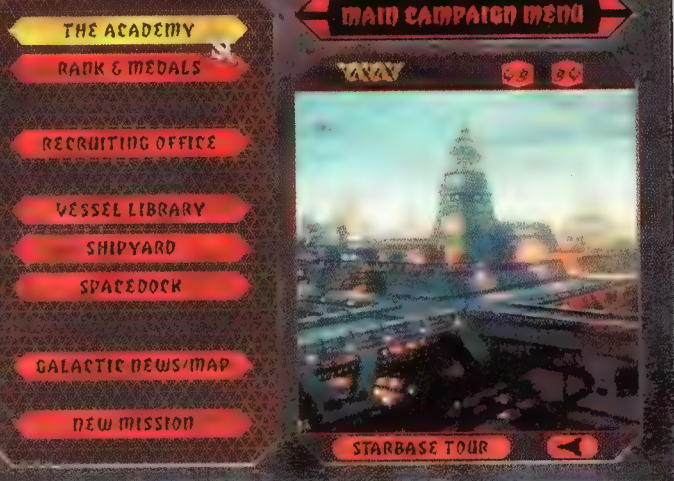 MAIN CAMPAIGN MENU
THE ACADEMY
RANK & MEDALS
RECRUITING OFFICE
VESSEL LIBRARY
SHIPYARD
SPACEDOCK
GALACTIC NEWS/MAP
NEW MISSION
STARBASE TOUR